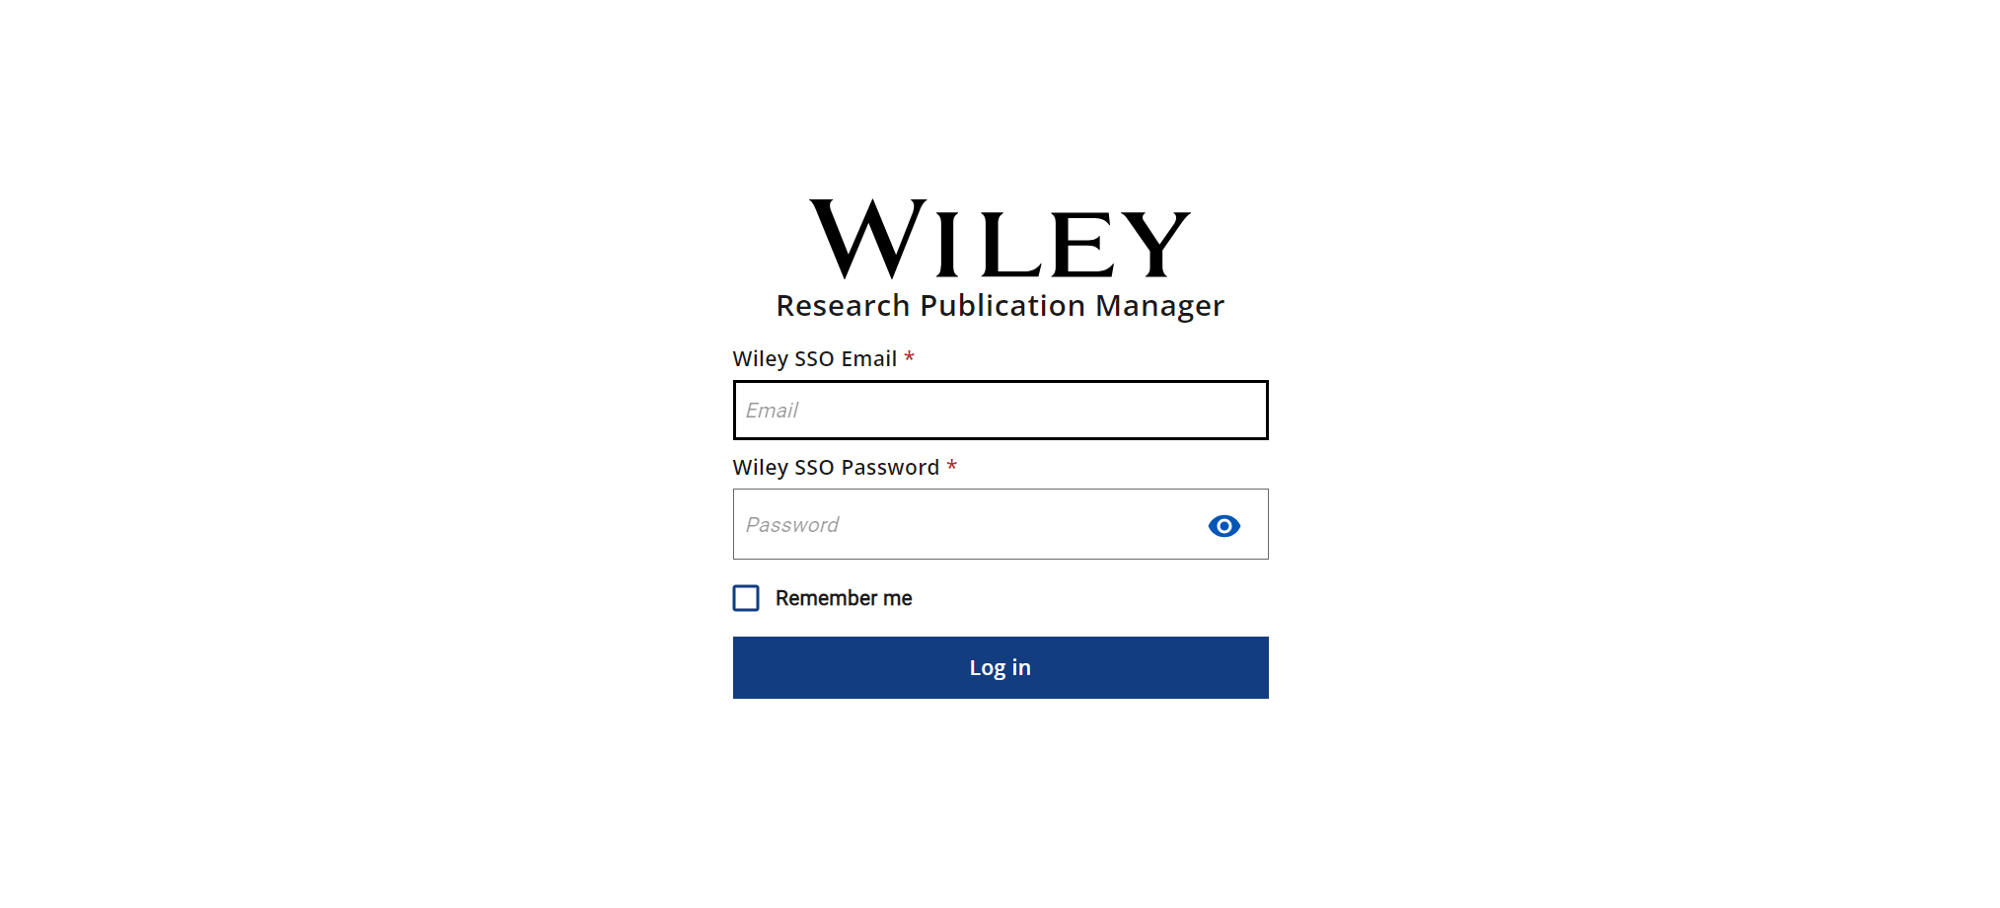 WILEY
Research Publication Manager
Wiley SSO Email *
Email
Wiley SSO Password *
Password
Remember me
Log in